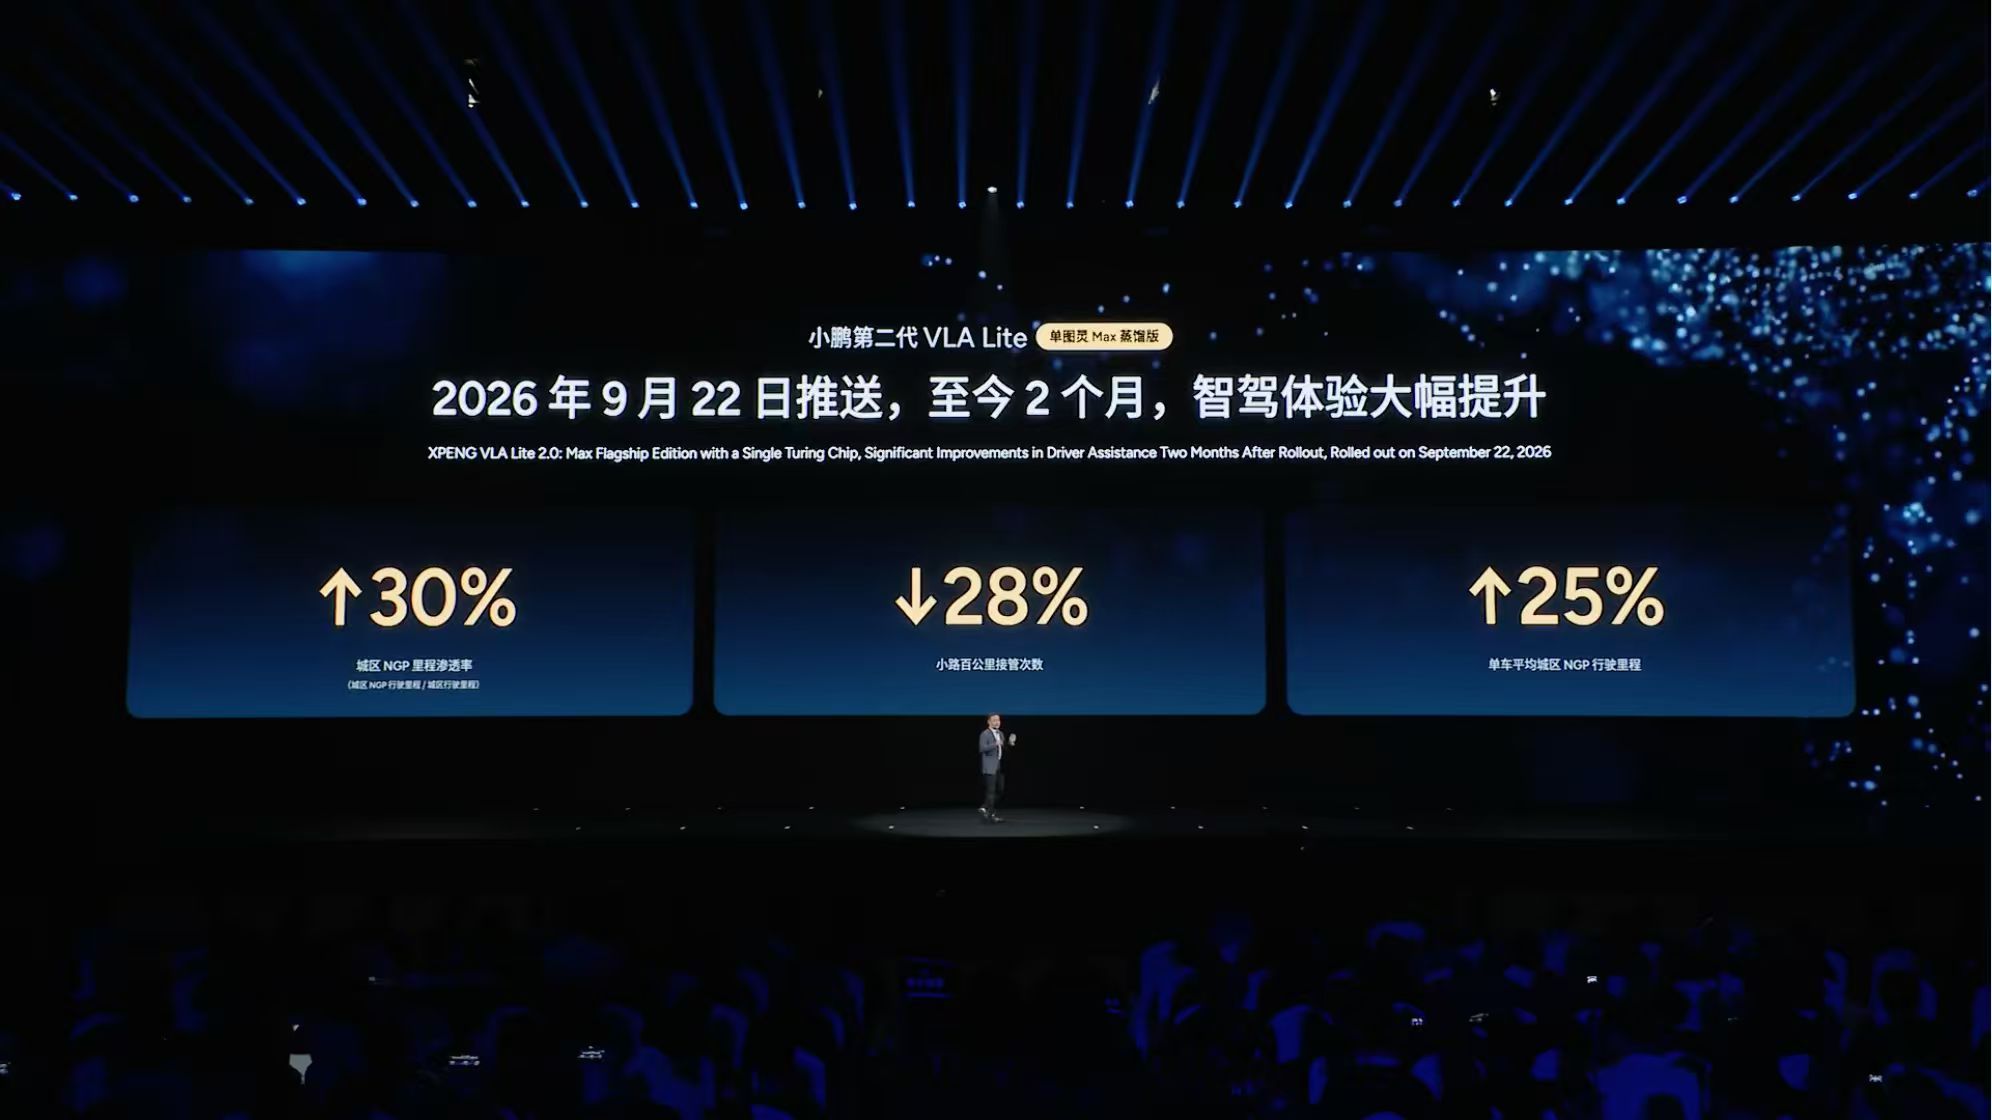 小鹏第二代 VLA Lite 单图灵 Max 蒸馏版
2026 年 9 月 22 日推送，至今 2 个月，智驾体验大幅提升
XPENG VLA Lite 2.0: Max Flagship Edition with a Single Turing Chip, Significant Improvements in Driver Assistance Two Months After Rollout, Rolled out on September 22, 2026
↑30%
城区 NGP 里程渗透率
（城区 NGP 行驶里程 / 城区行驶里程）
↓28%
小路百公里接管次数
↑25%
单车平均城区 NGP 行驶里程